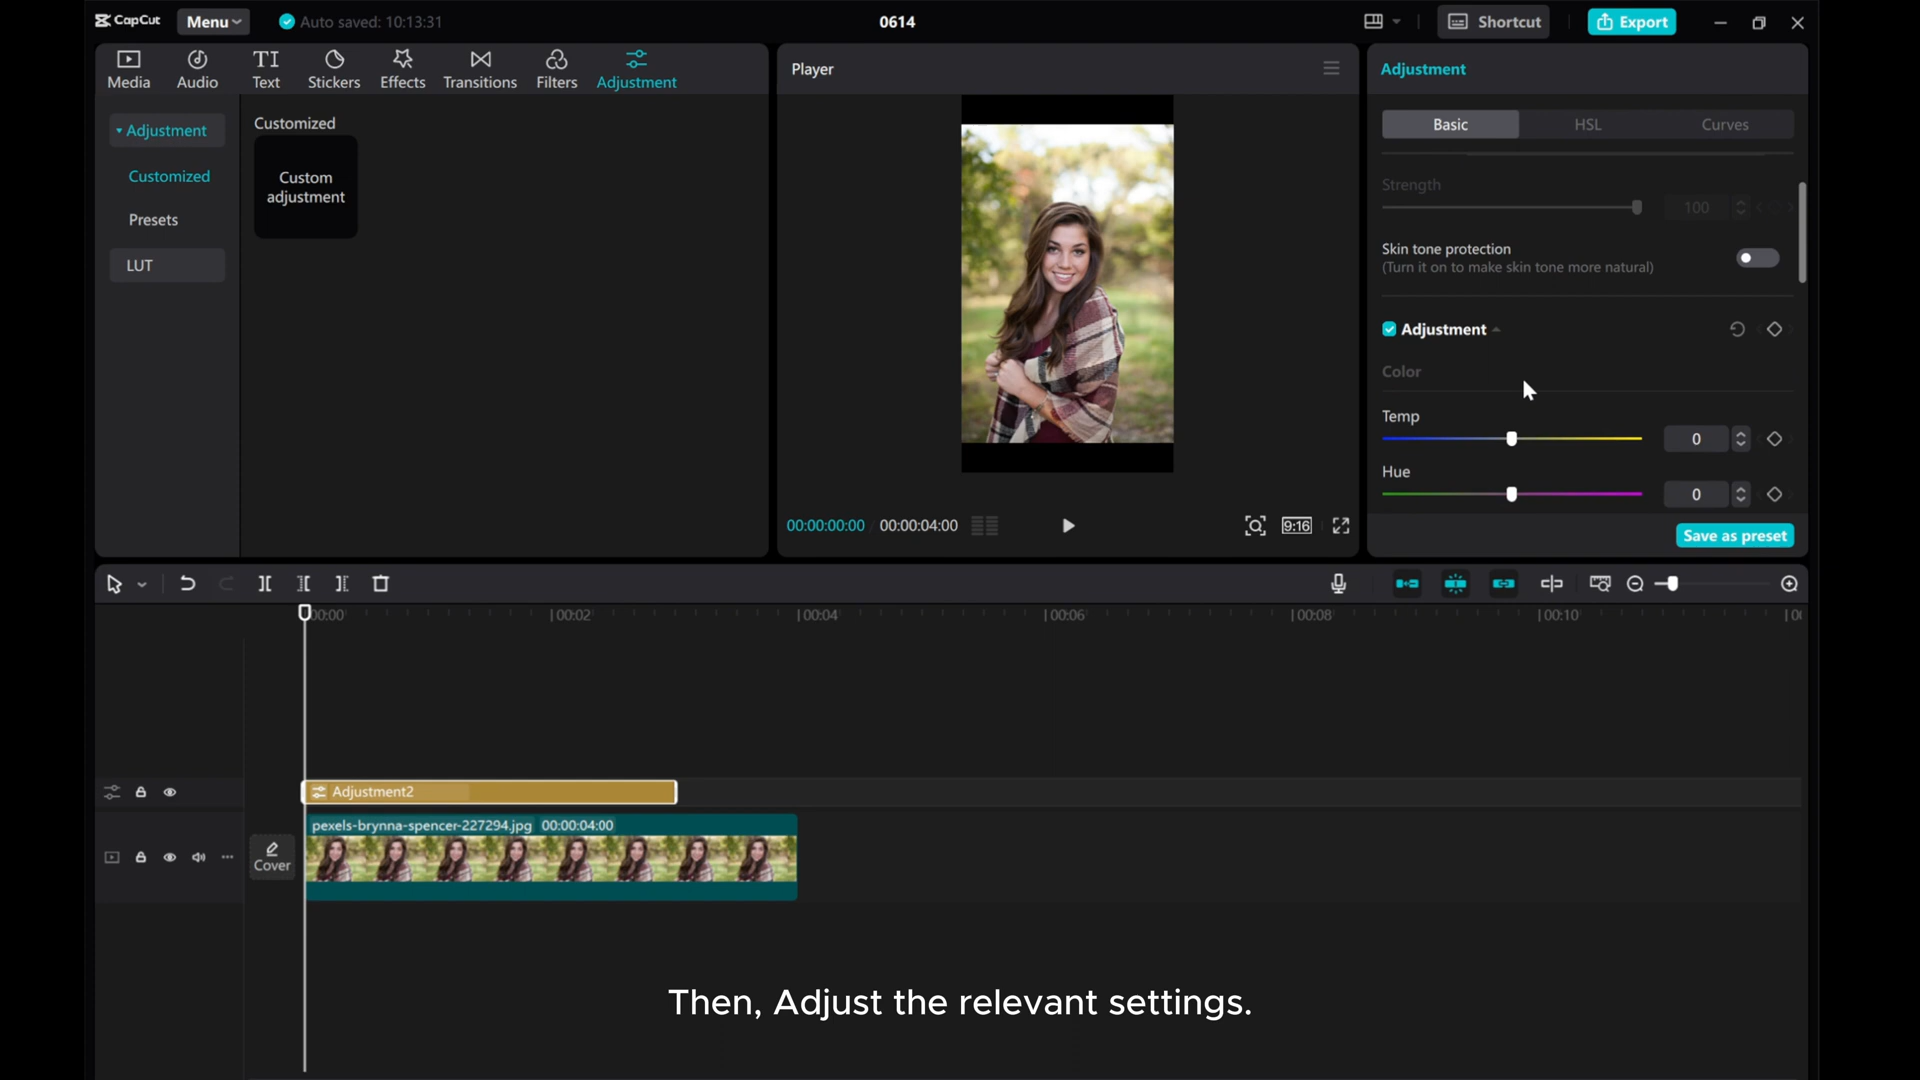 CapCut
Menu
Auto saved: 10:13:31
0614
Shortcut
Export
Media
Audio
TI
Text
Stickers
Effects
Transitions
Filters
Adjustment
Player
Adjustment
Adjustment
Customized
Presets
LUT
Customized
Custom
adjustment
Basic
HSL
Curves
Strength
100
Skin tone protection
(Turn it on to make skin tone more natural)
Adjustment
Color
Temp
0
Hue
0
00:00:00:00
00:00:04:00
9:16
Save as preset
00:00
00:02
00:04
00:06
00:08
00:10
Adjustment2
pexels-brynna-spencer-227294.jpg 00:00:04:00
Cover
Then, Adjust the relevant settings.